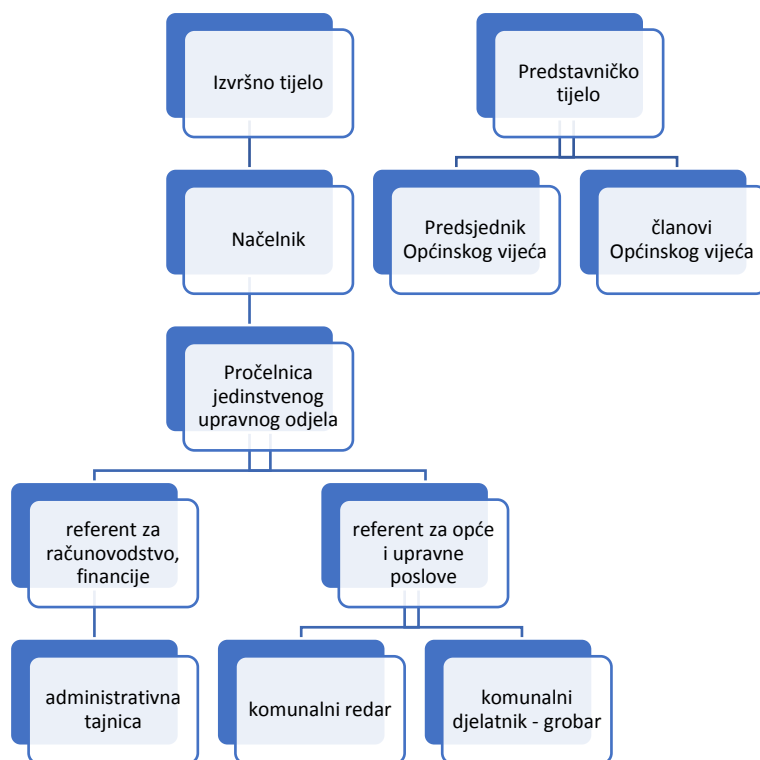 Izvršno tijelo
Predstavničko
tijelo
Načelnik
Predsjednik
Općinskog vijeća
članovi
Općinskog vijeća
Pročelnica
jedinstvenog
upravnog odjela
referent za
računovodstvo,
financije
referent za opće
i upravne
poslove
administrativna
tajnica
komunalni redar
komunalni
djelatnik - grobar